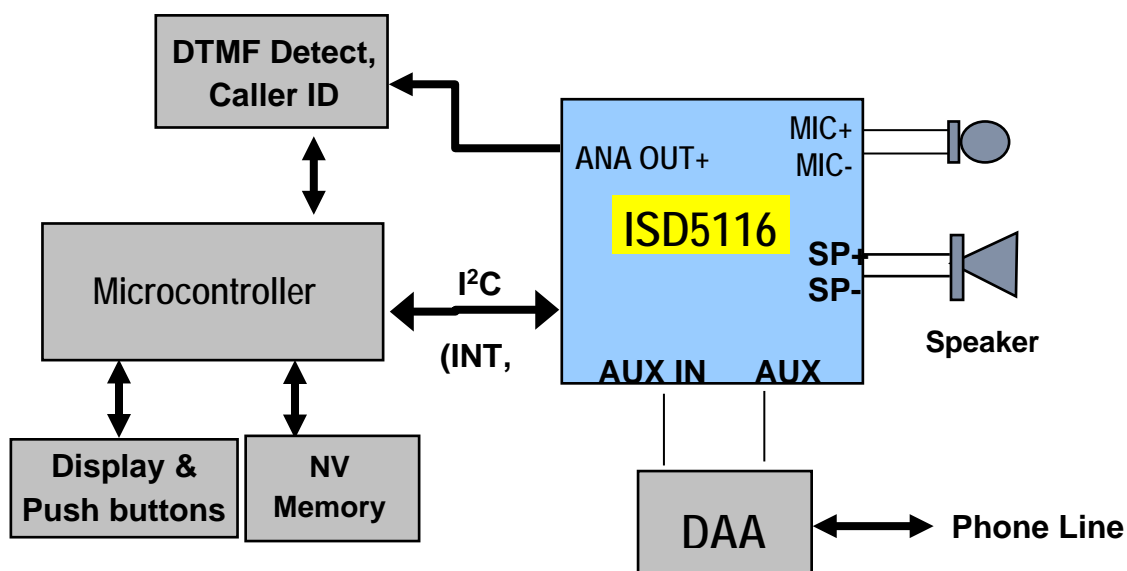 DTMF Detect,
Caller ID
ANA OUT+
MIC+
MIC-
ISD5116
SP+
SP-
Speaker
Microcontroller
I²C
(INT,
AUX IN
AUX
Display &
Push buttons
NV
Memory
DAA
Phone Line